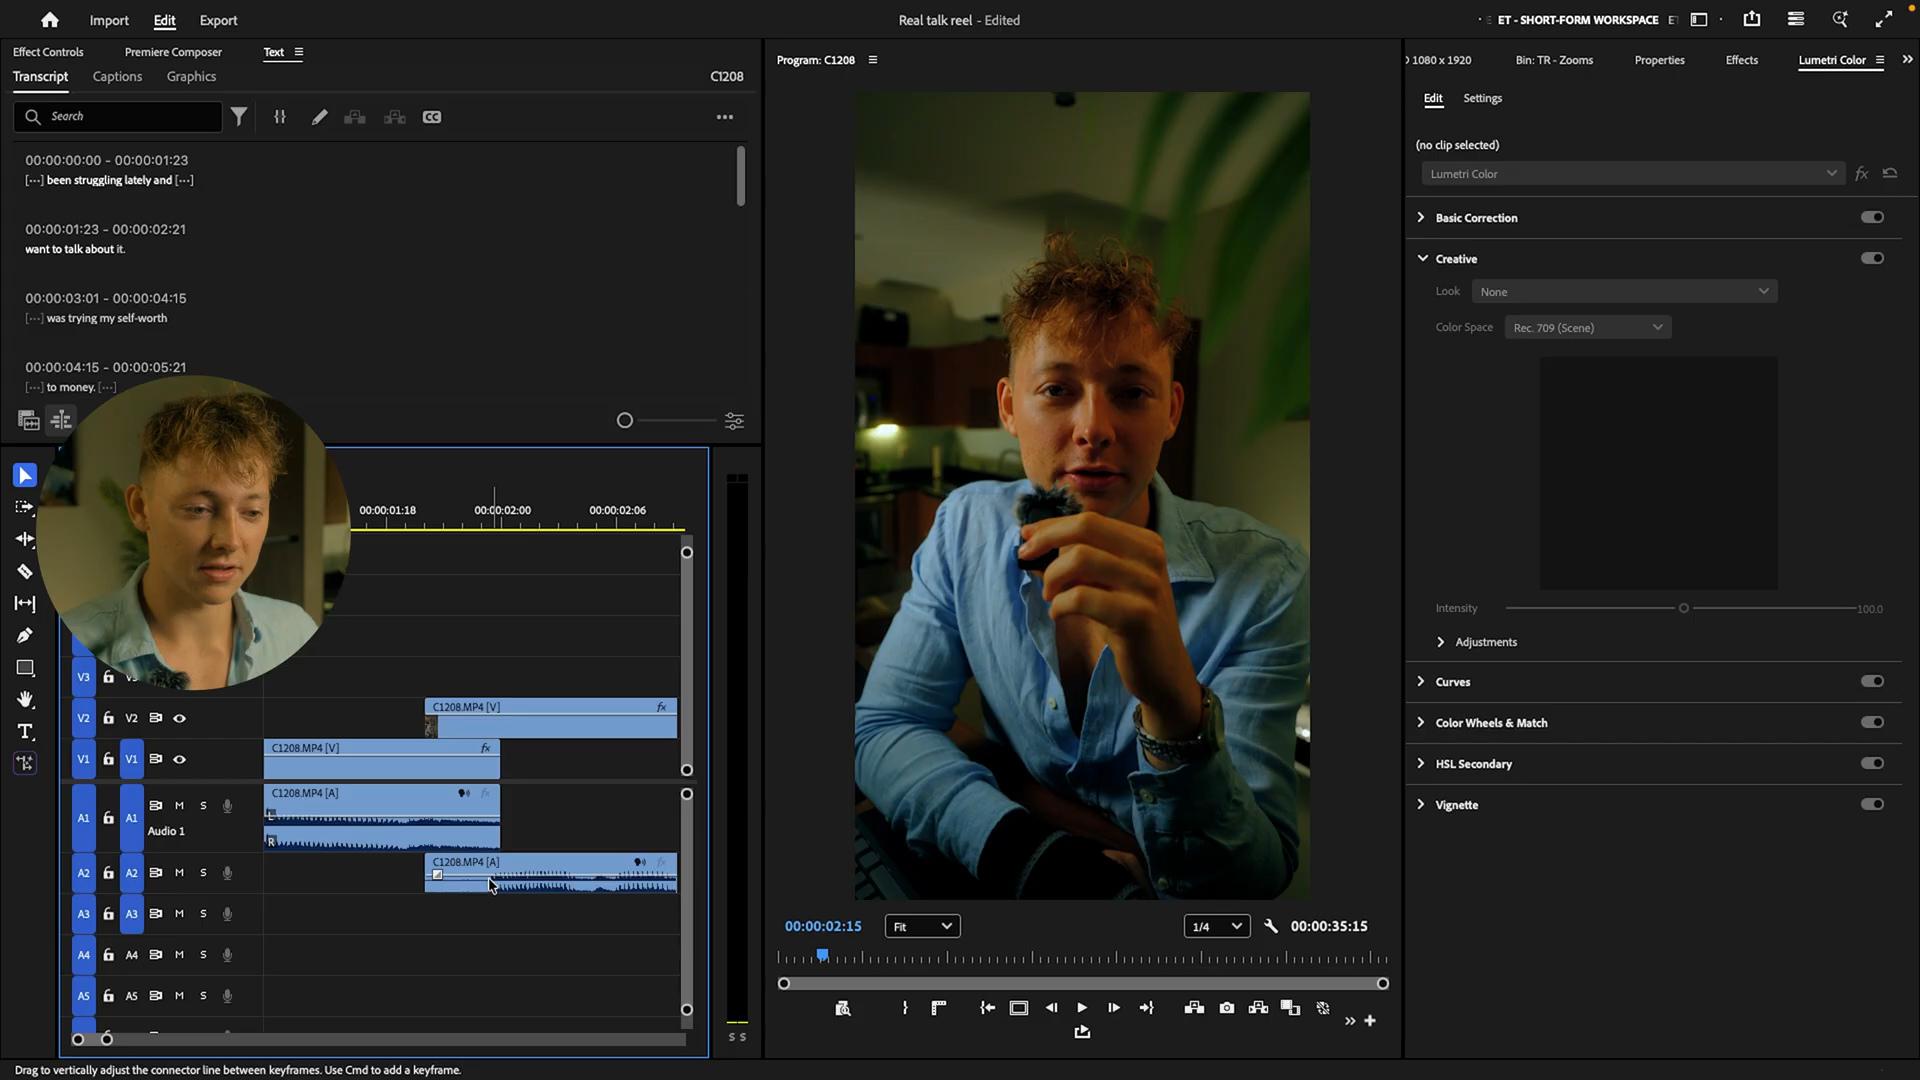 Import Edit Export
Real talk reel - Edited
ET - SHORT-FORM WORKSPACE
Effect Controls Premiere Composer Text
Transcript Captions Graphics C1208
Search
00:00:00:00 - 00:00:01:23
[...] been struggling lately and [...]
00:00:01:23 - 00:00:02:21
want to talk about it.
00:00:03:01 - 00:00:04:15
[...] was trying my self-worth
00:00:04:15 - 00:00:05:21
[...] to money. [...]
00:00:01:18 00:00:02:00 00:00:02:06
V3
V2 V2 C1208.MP4 [V] fx
V1 V1 C1208.MP4 [V] fx
A1 A1 M S C1208.MP4 [A] fx
Audio 1
L
R
A2 A2 M S C1208.MP4 [A] fx
A3 A3 M S
A4 A4 M S
A5 A5 M S
S S
Drag to vertically adjust the connector line between keyframes. Use Cmd to add a keyframe.
Program: C1208
00:00:02:15 Fit 1/4 00:00:35:15
1080 x 1920 Bin: TR - Zooms Properties Effects Lumetri Color
Edit Settings
(no clip selected)
Lumetri Color fx
Basic Correction
Creative
Look None
Color Space Rec. 709 (Scene)
Intensity 100.0
Adjustments
Curves
Color Wheels & Match
HSL Secondary
Vignette